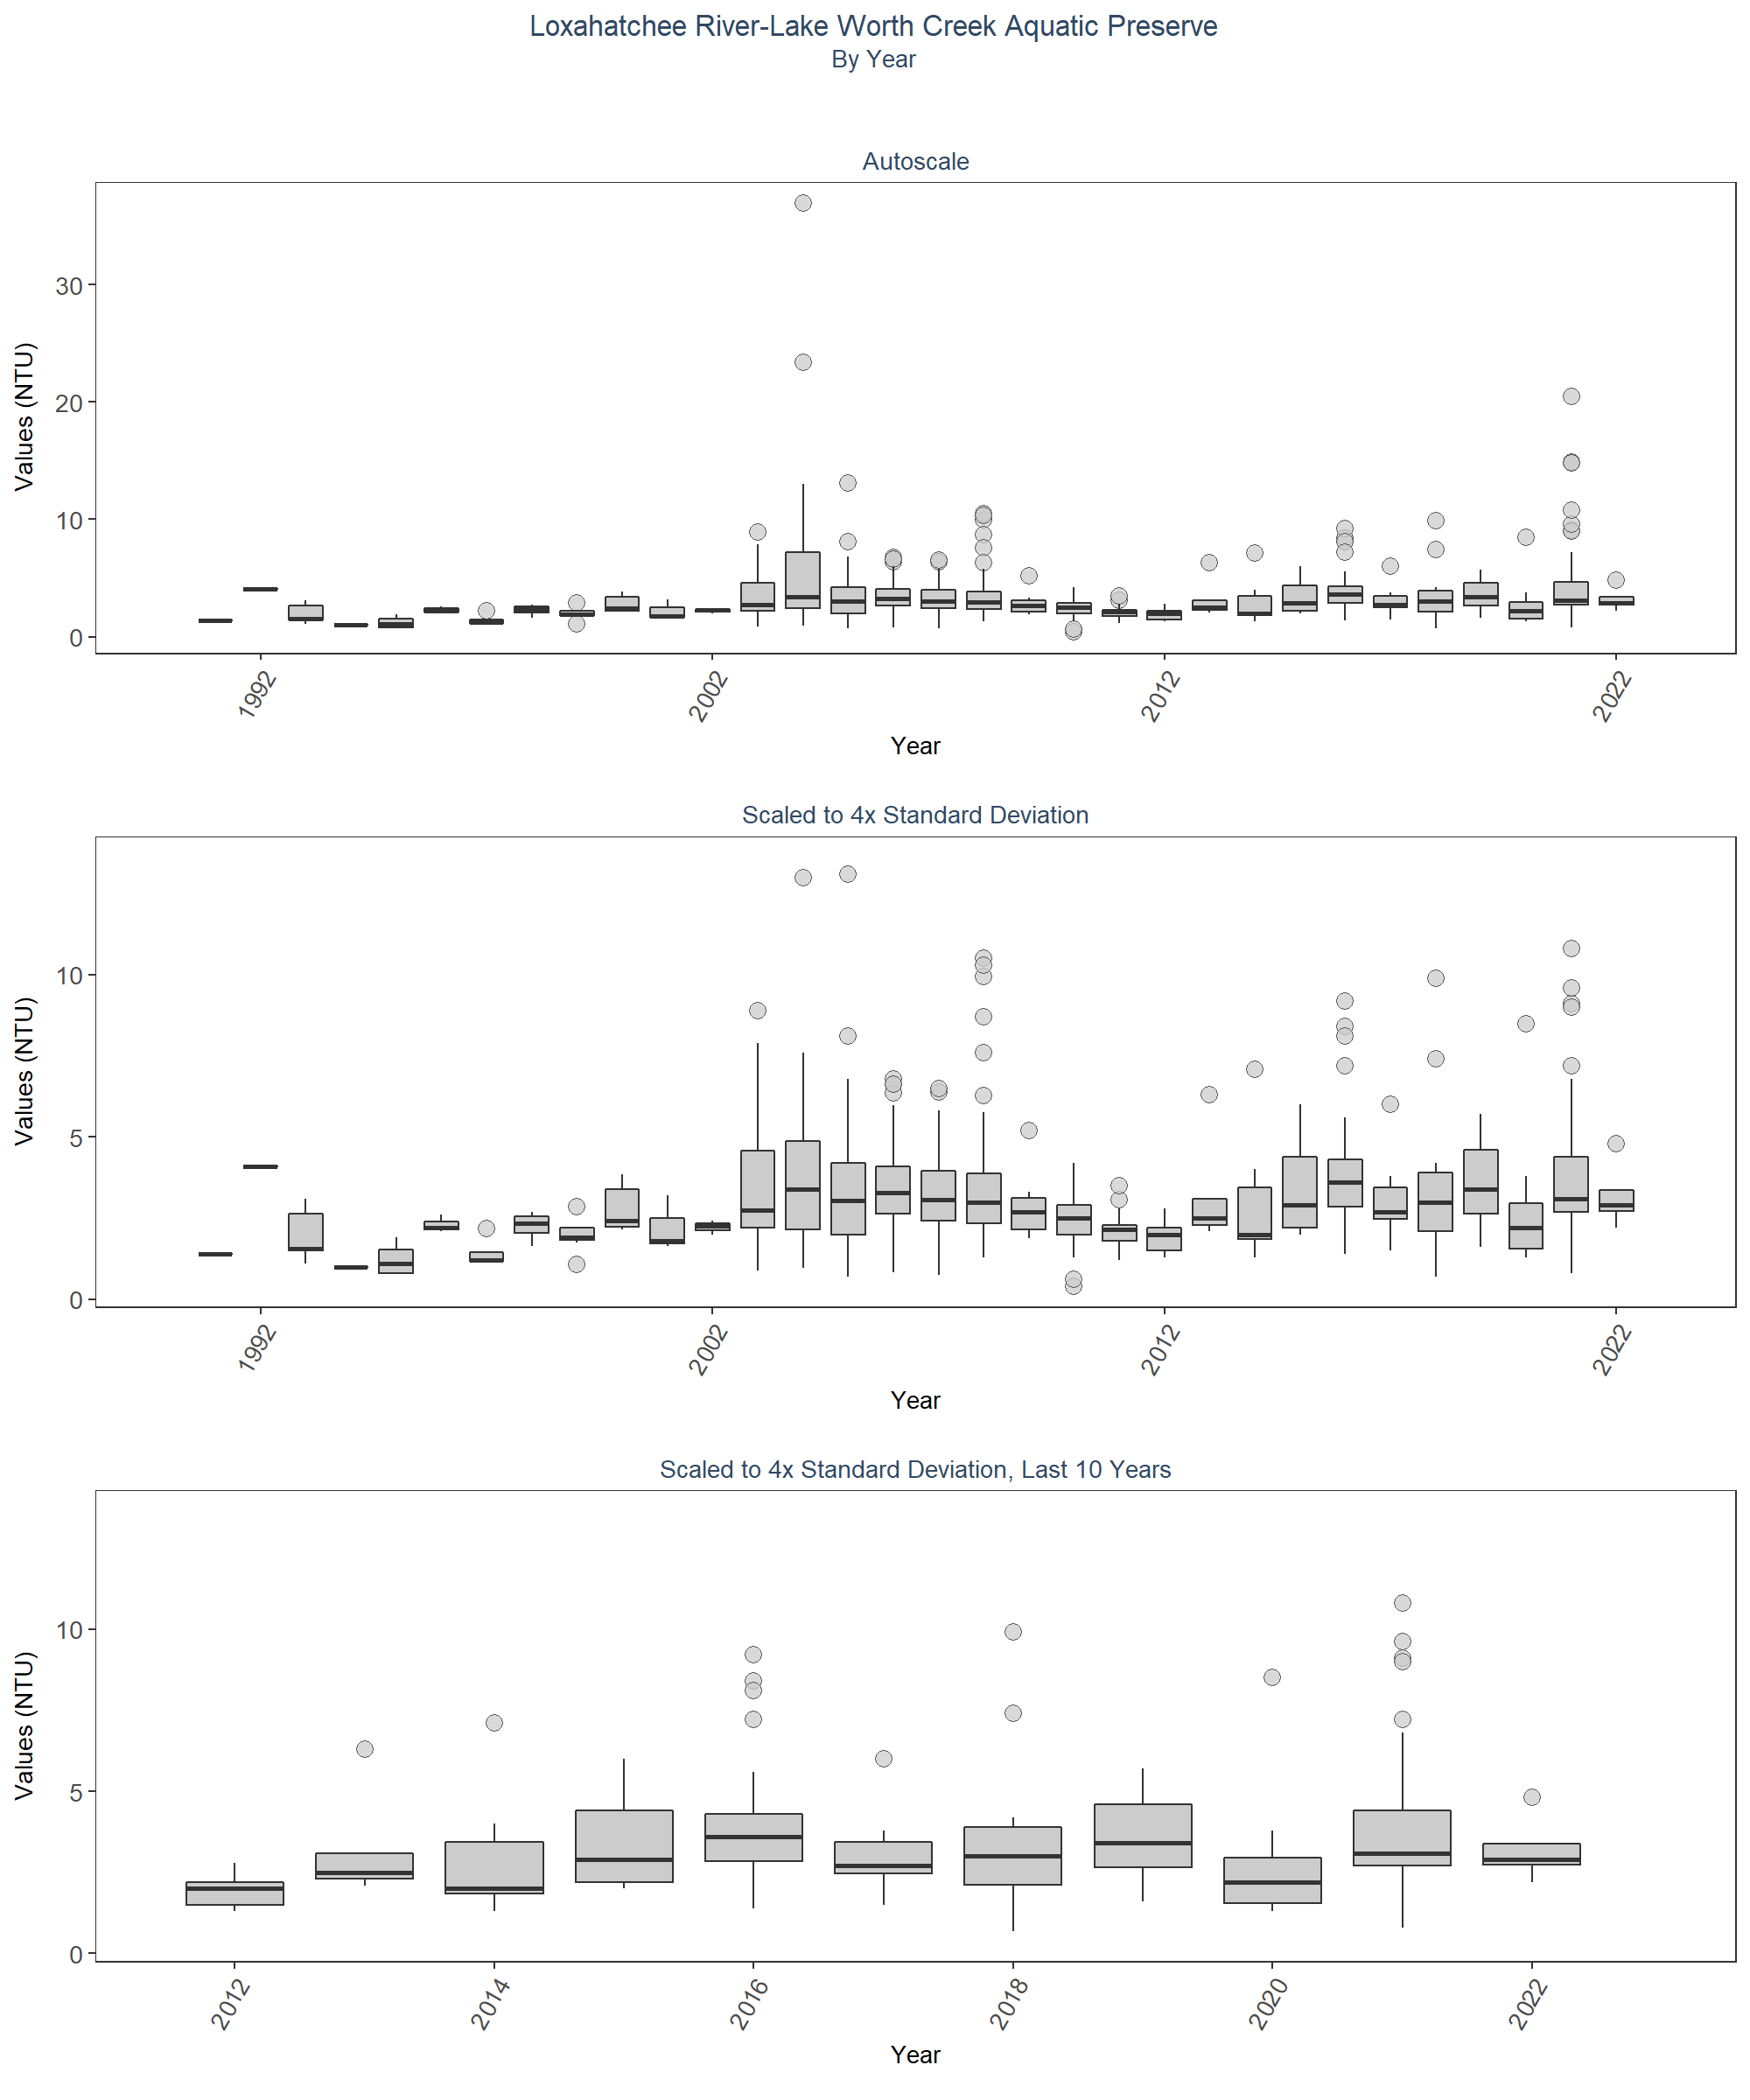 Loxahatchee River-Lake Worth Creek Aquatic Preserve
By Year
Autoscale
Values (NTU)
30
20
10
0
1992
2002
2012
2022
Year
Scaled to 4x Standard Deviation
Values (NTU)
10
5
0
1992
2002
2012
2022
Year
Scaled to 4x Standard Deviation, Last 10 Years
Values (NTU)
10
5
0
2012
2014
2016
2018
2020
2022
Year